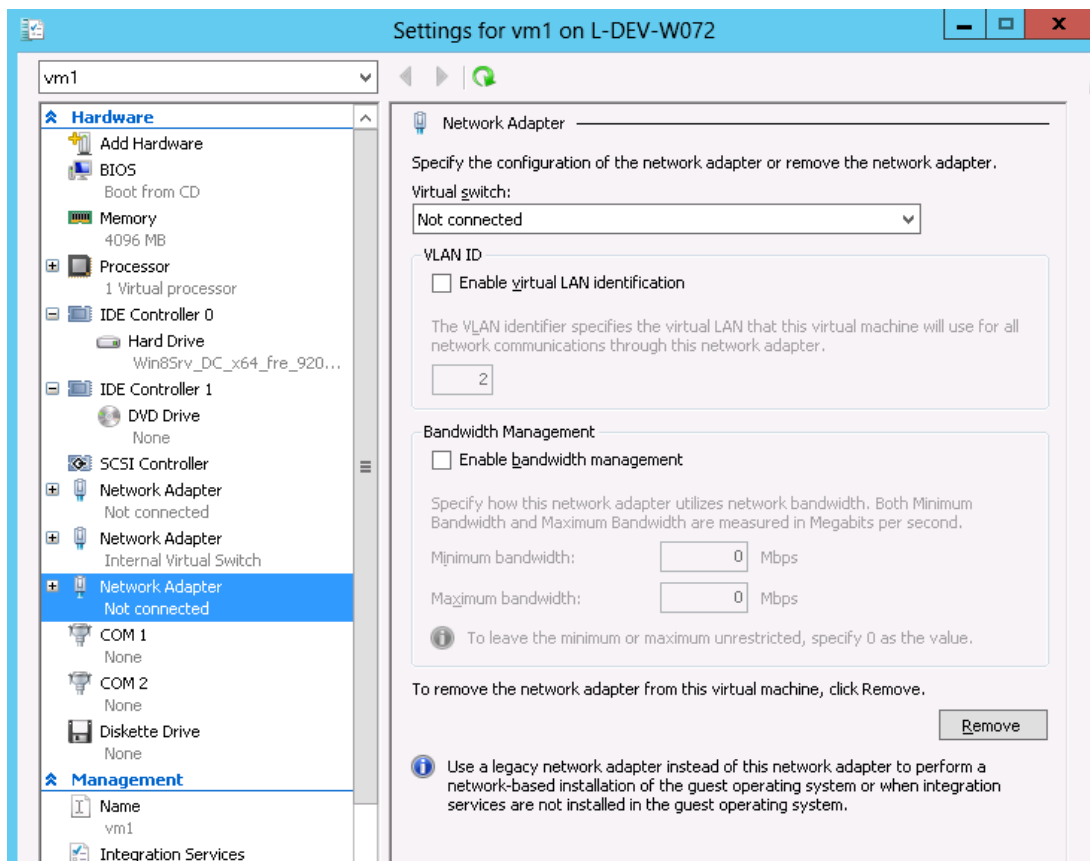 Settings for vm1 on L-DEV-W072
vm1
Hardware
Add Hardware
BIOS
Boot from CD
Memory
4096 MB
Processor
1 Virtual processor
IDE Controller 0
Hard Drive
Win8Srv_DC_x64_fre_920...
IDE Controller 1
DVD Drive
None
SCSI Controller
Network Adapter
Not connected
Network Adapter
Internal Virtual Switch
Network Adapter
Not connected
COM 1
None
COM 2
None
Diskette Drive
None
Management
Name
vm1
Integration Services
Network Adapter
Specify the configuration of the network adapter or remove the network adapter.
Virtual switch:
Not connected
VLAN ID
Enable virtual LAN identification
The VLAN identifier specifies the virtual LAN that this virtual machine will use for all
network communications through this network adapter.
2
Bandwidth Management
Enable bandwidth management
Specify how this network adapter utilizes network bandwidth. Both Minimum
Bandwidth and Maximum Bandwidth are measured in Megabits per second.
Minimum bandwidth: 0 Mbps
Maximum bandwidth: 0 Mbps
To leave the minimum or maximum unrestricted, specify 0 as the value.
To remove the network adapter from this virtual machine, click Remove.
Remove
Use a legacy network adapter instead of this network adapter to perform a
network-based installation of the guest operating system or when integration
services are not installed in the guest operating system.